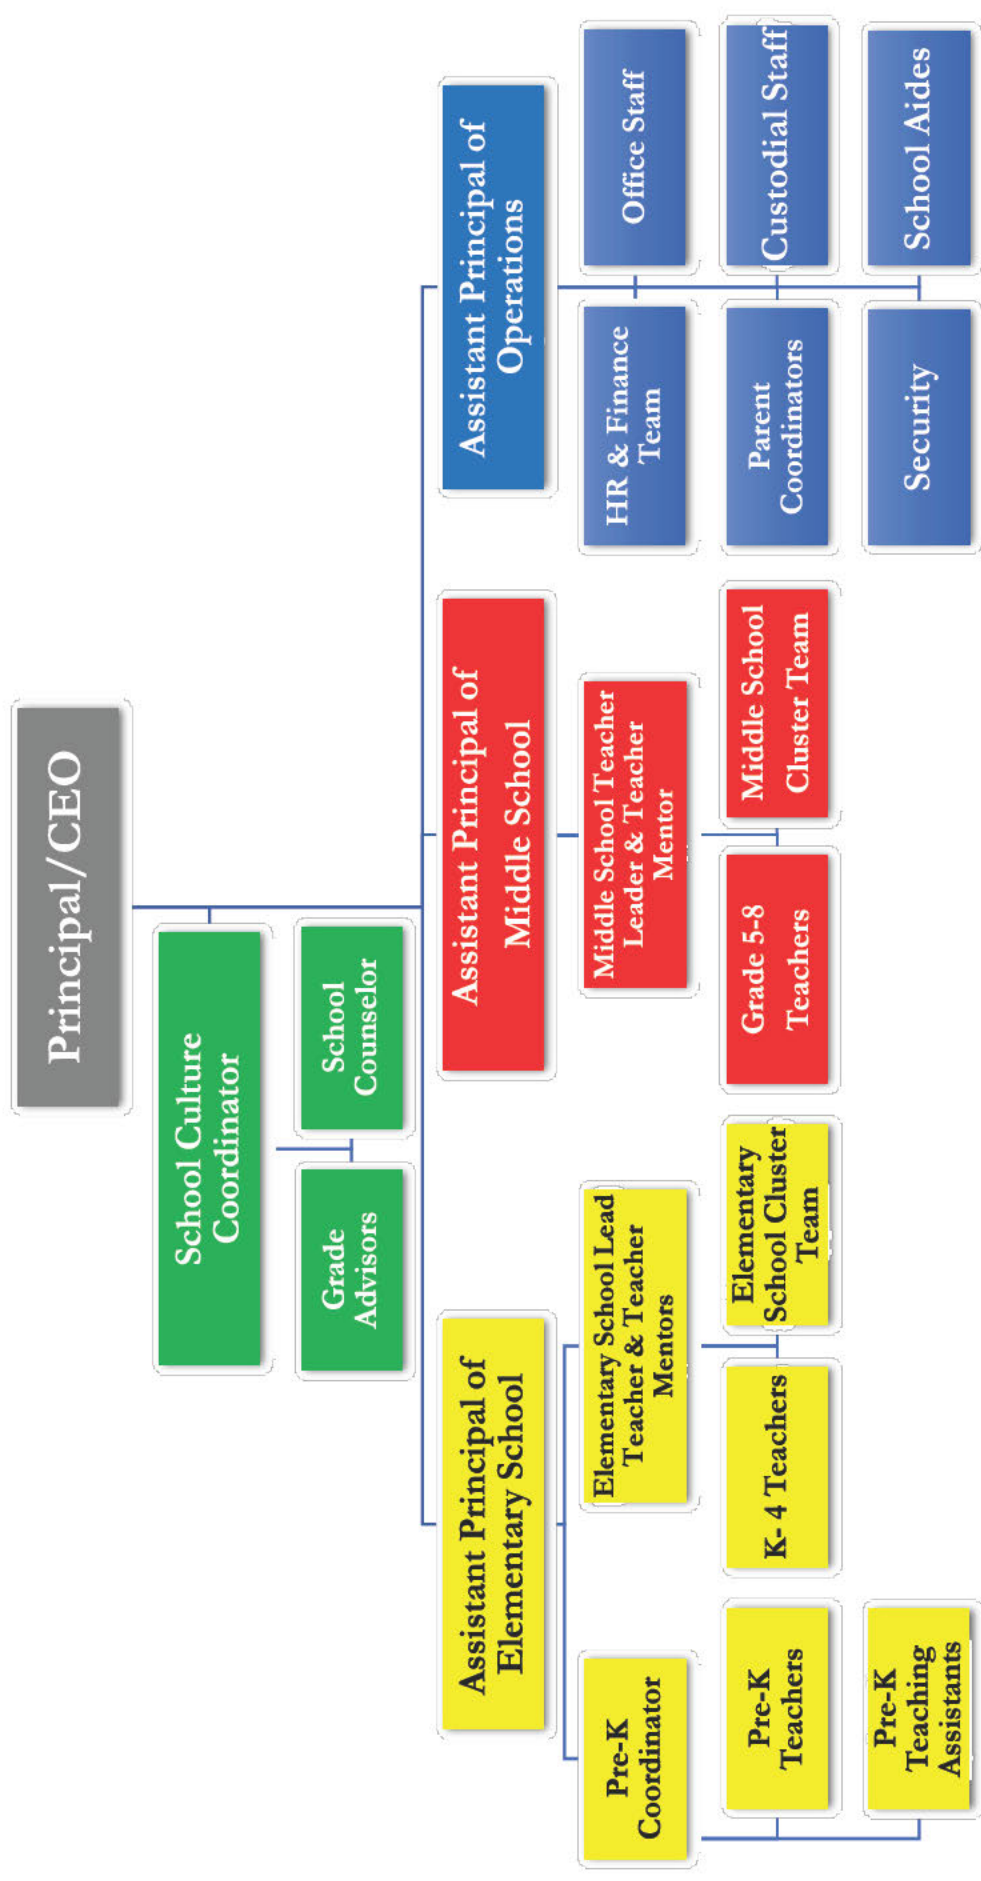 Principal/CEO
School Culture
Coordinator
Grade
Advisors
School
Counselor
Assistant Principal of
Elementary School
Assistant Principal of
Middle School
Assistant Principal of
Operations
Pre-K
Coordinator
Elementary School Lead
Teacher & Teacher
Mentors
Middle School Teacher
Leader & Teacher
Mentor
HR & Finance
Team
Office Staff
Pre-K
Teachers
K- 4 Teachers
Elementary
School Cluster
Team
Grade 5-8
Teachers
Middle School
Cluster Team
Parent
Coordinators
Custodial Staff
Pre-K
Teaching
Assistants
Security
School Aides